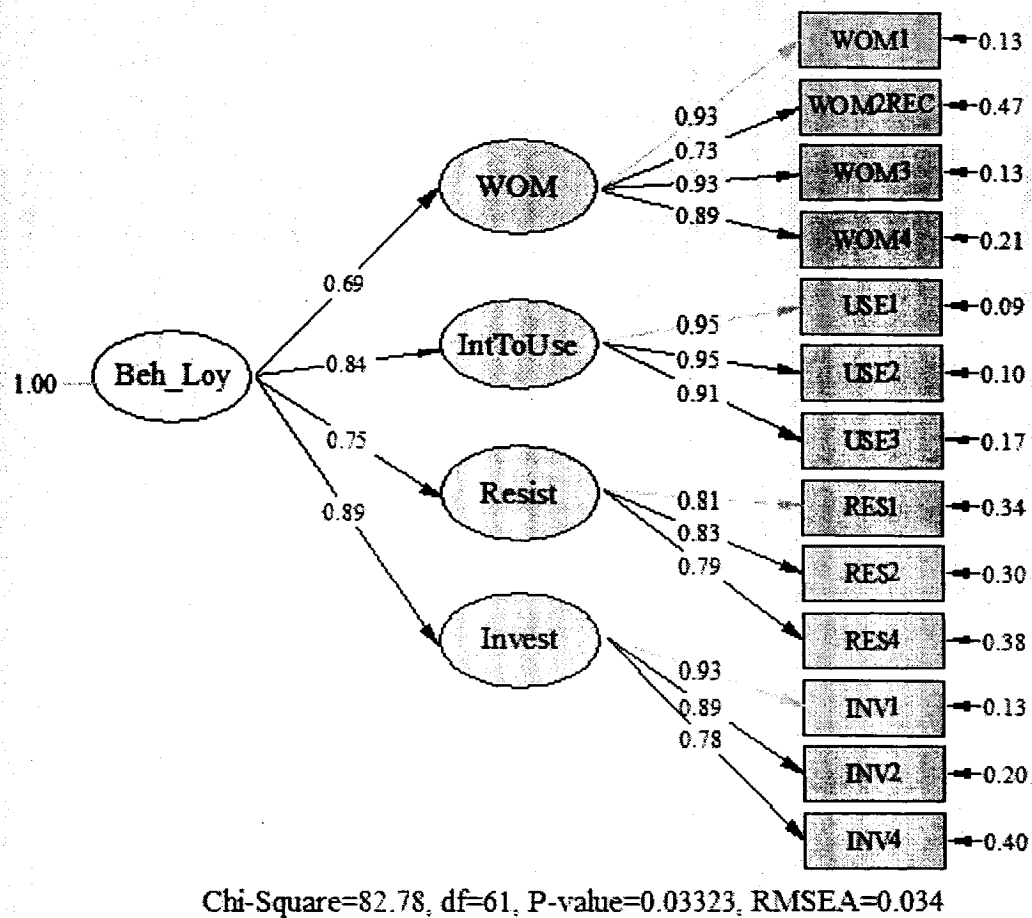 WOM1 0.13
0.93 WOM2REC 0.47
0.73
WOM 0.93 WOM3 0.13
0.89 WOM4 0.21
0.69
USE1 0.09
0.95
IntToUse 0.95 USE2 0.10
0.84 0.91
1.00 Beh_Loy
USE3 0.17
0.75
Resist 0.81 RES1 0.34
0.83
0.89 0.79 RES2 0.30
Invest RES4 0.38
0.93
0.89 INV1 0.13
0.78
INV2 0.20
INV4 0.40
Chi-Square=82.78, df=61, P-value=0.03323, RMSEA=0.034